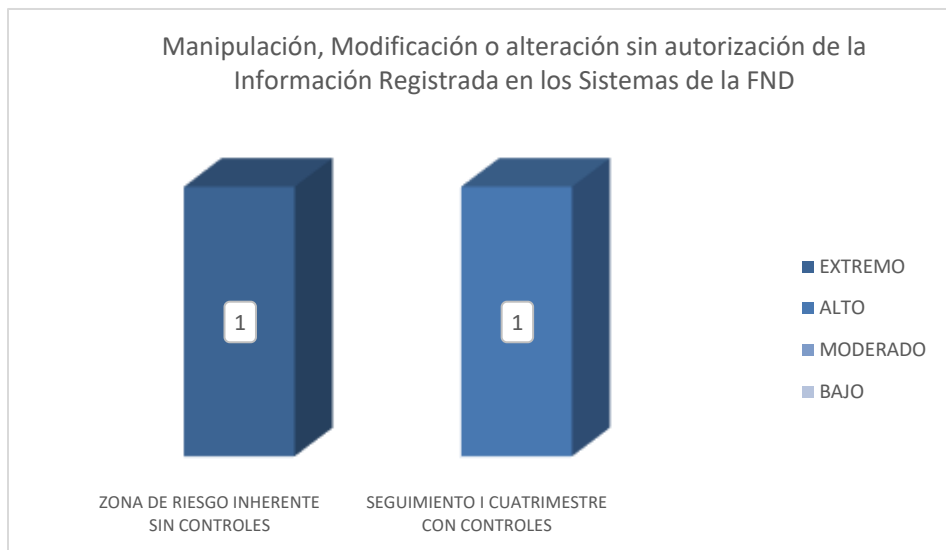 Manipulación, Modificación o alteración sin autorización de la
Información Registrada en los Sistemas de la FND
1
1
EXTREMO
ALTO
MODERADO
BAJO
ZONA DE RIESGO INHERENTE
SIN CONTROLES
SEGUIMIENTO I CUATRIMESTRE
CON CONTROLES